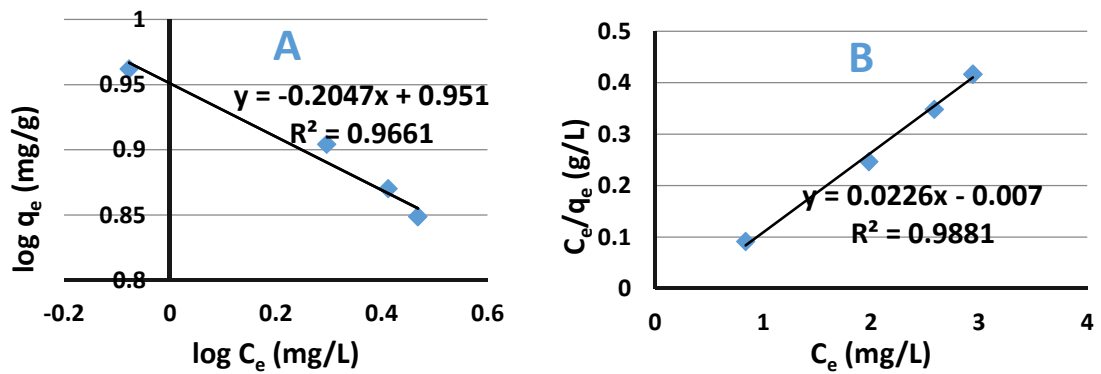 A
1
0.95
0.9
0.85
0.8
y = -0.2047x + 0.951
R² = 0.9661
-0.2 0 0.2 0.4 0.6
log qe (mg/g)
log Ce (mg/L)
B
0.5
0.4
0.3
0.2
0.1
0
y = 0.0226x - 0.007
R² = 0.9881
0 1 2 3 4
Ce/qe (g/L)
Ce (mg/L)